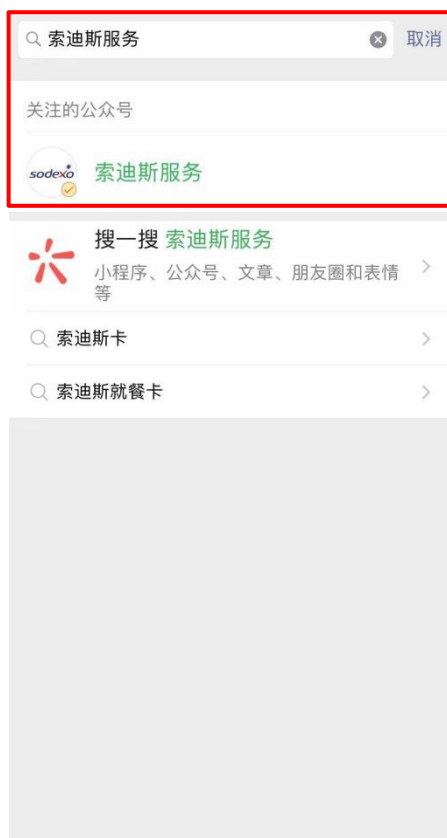 索迪斯服务
取消
关注的公众号
sodexo
索迪斯服务
搜一搜 索迪斯服务
小程序、公众号、文章、朋友圈和表情
等
索迪斯卡
索迪斯就餐卡